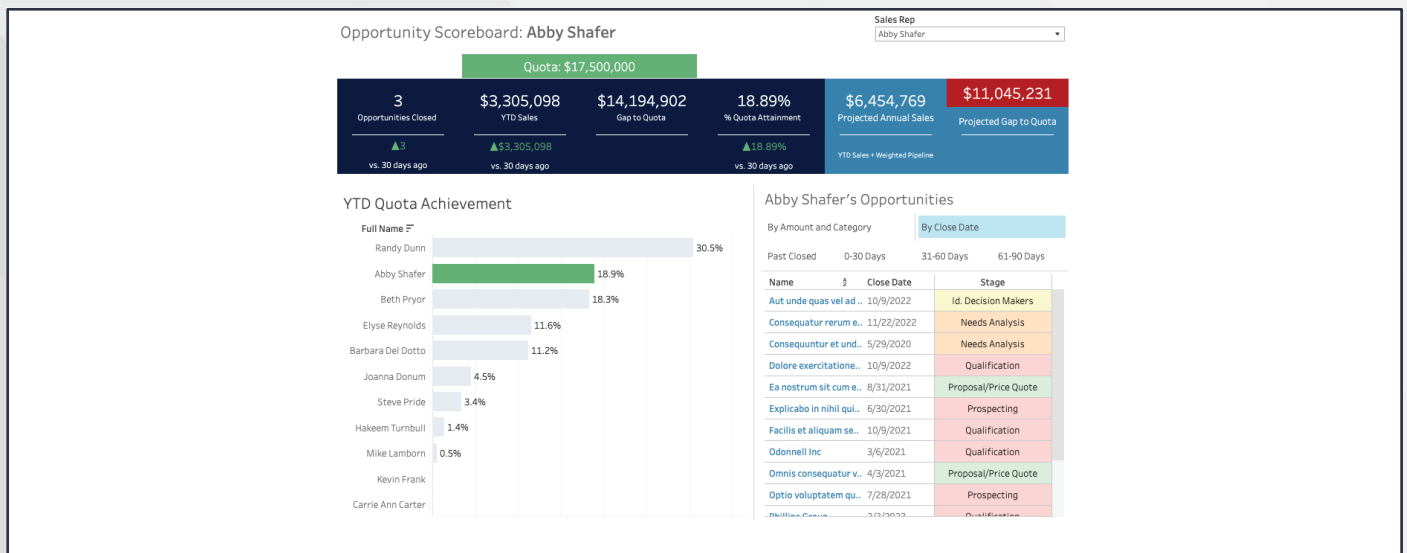 Opportunity Scoreboard: Abby Shafer
Sales Rep
Abby Shafer
Quota: $17,500,000
3
Opportunities Closed
▲3
vs. 30 days ago
$3,305,098
YTD Sales
▲$3,305,098
vs. 30 days ago
$14,194,902
Gap to Quota
18.89%
% Quota Attainment
▲18.89%
vs. 30 days ago
$6,454,769
Projected Annual Sales
YTD Sales + Weighted Pipeline
$11,045,231
Projected Gap to Quota
YTD Quota Achievement
Full Name
Randy Dunn 30.5%
Abby Shafer 18.9%
Beth Pryor 18.3%
Elyse Reynolds 11.6%
Barbara Del Dotto 11.2%
Joanna Donum 4.5%
Steve Pride 3.4%
Hakeem Turnbull 1.4%
Mike Lamborn 0.5%
Kevin Frank
Carrie Ann Carter
Abby Shafer's Opportunities
By Amount and Category By Close Date
Past Closed 0-30 Days 31-60 Days 61-90 Days
Name Close Date Stage
Aut unde quas vel ad .. 10/9/2022 Id. Decision Makers
Consequatur rerum e.. 11/22/2022 Needs Analysis
Consequuntur et und.. 5/29/2020 Needs Analysis
Dolore exercitatione.. 10/9/2022 Qualification
Ea nostrum sit cum e.. 8/31/2021 Proposal/Price Quote
Explicabo in nihil qui.. 6/30/2021 Prospecting
Facilis et aliquam se.. 10/9/2021 Qualification
Odonnell Inc 3/6/2021 Qualification
Omnis consequatur v.. 4/3/2021 Proposal/Price Quote
Optio voluptatem qu.. 7/28/2021 Prospecting
Qualification